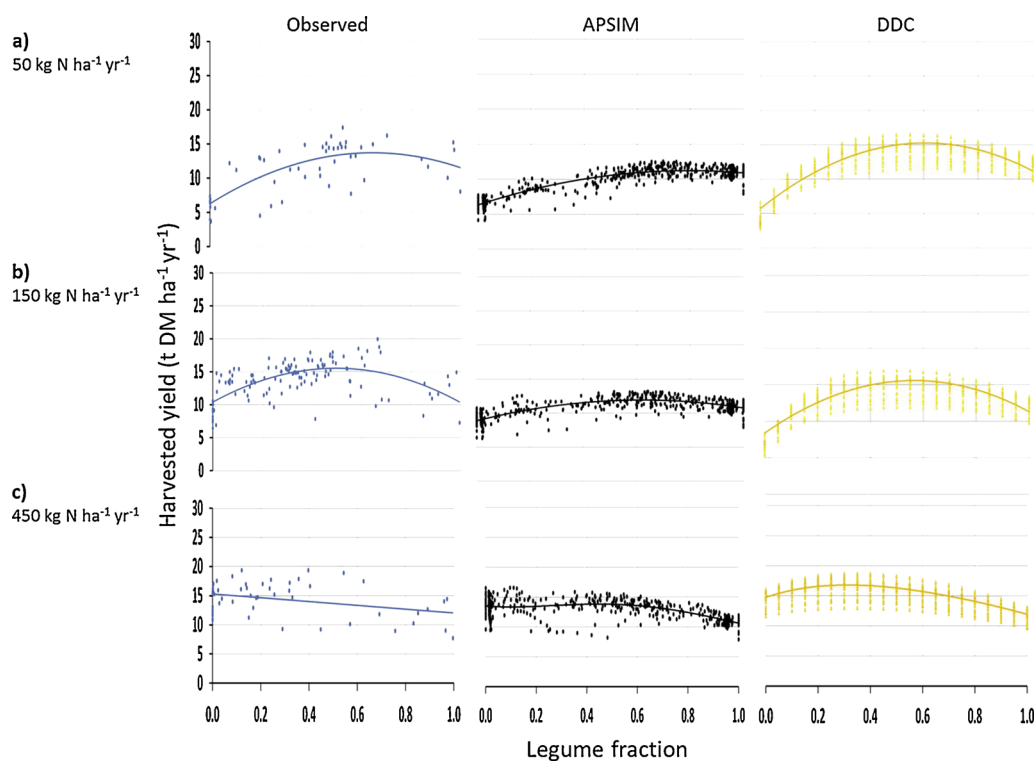 Observed APSIM DDC
a)
50 kg N ha⁻¹ yr⁻¹
30
25
20
15
10
5
0
b)
150 kg N ha⁻¹ yr⁻¹
30
25
20
15
10
5
0
c)
450 kg N ha⁻¹ yr⁻¹
30
25
20
15
10
5
0
Harvested yield (t DM ha⁻¹ yr⁻¹)
0.0 0.2 0.4 0.6 0.8 1.0
0.0 0.2 0.4 0.6 0.8 1.0
0.0 0.2 0.4 0.6 0.8 1.0
Legume fraction